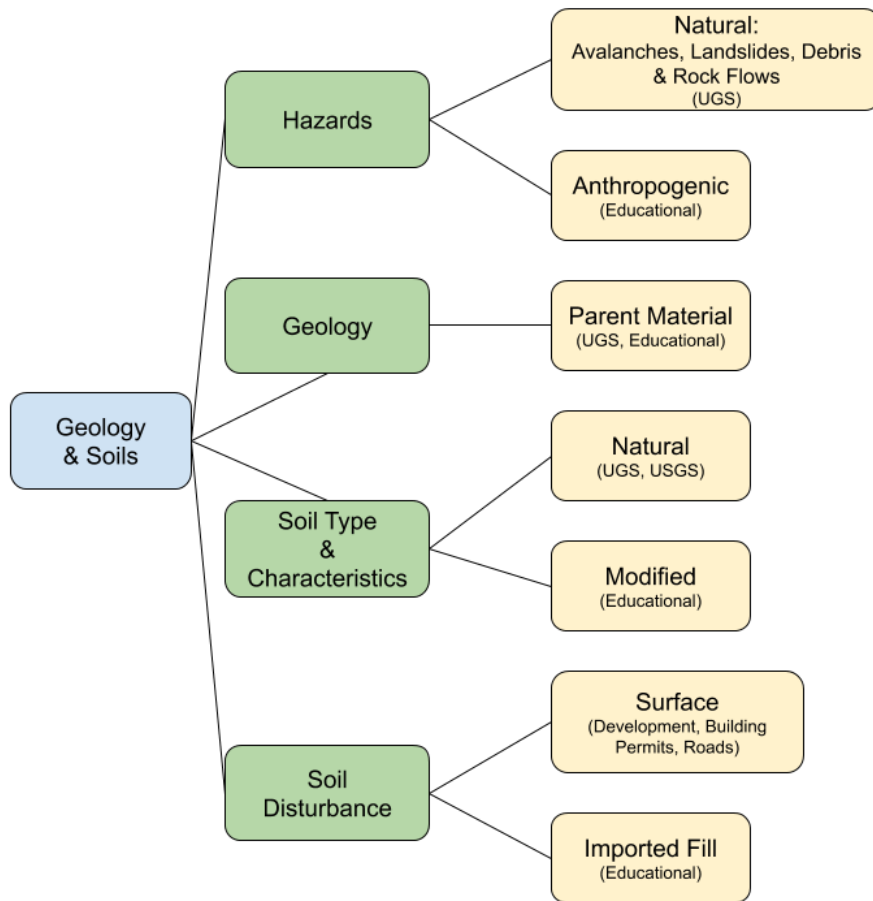 Natural:
Avalanches, Landslides, Debris
& Rock Flows
(UGS)
Hazards
Anthropogenic
(Educational)
Geology
Parent Material
(UGS, Educational)
Geology
& Soils
Natural
(UGS, USGS)
Soil Type
&
Characteristics
Modified
(Educational)
Surface
(Development, Building
Permits, Roads)
Soil
Disturbance
Imported Fill
(Educational)